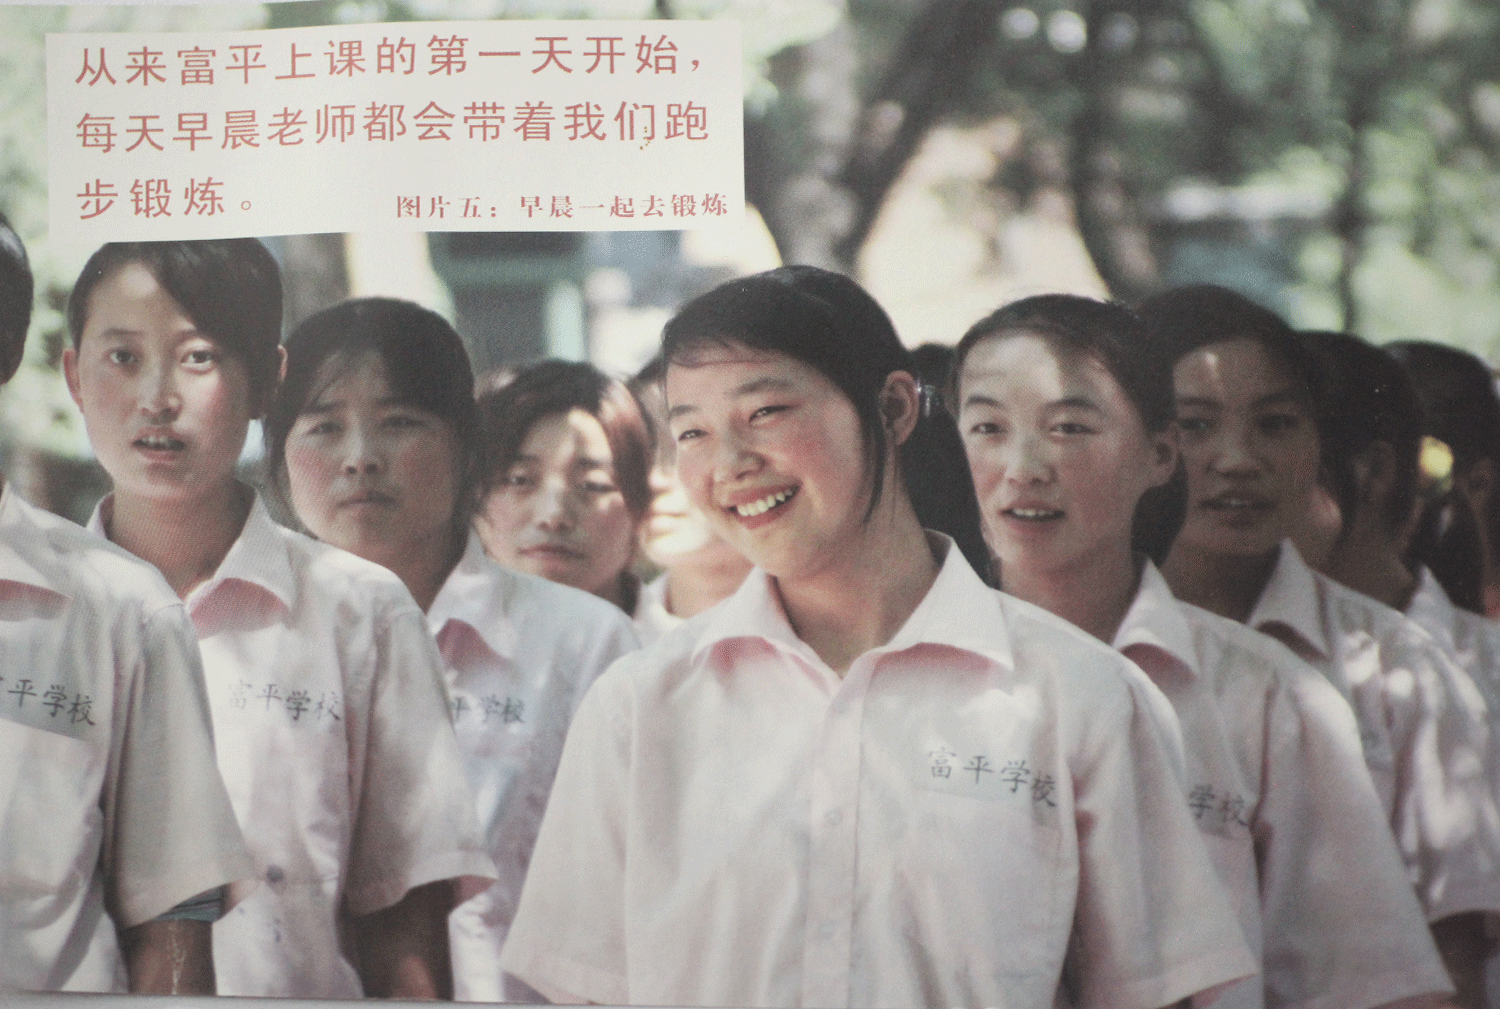 从来富平上课的第一天开始，
每天早晨老师都会带着我们跑
步锻炼。
图片五：早晨一起去锻炼
富平学校
富平学校
平学校
富平学校
学校